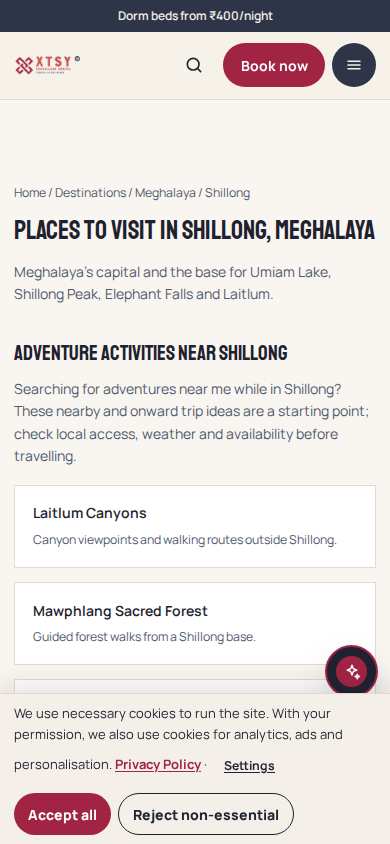 Dorm beds from ₹400/night
XTSY
Book now
Home / Destinations / Meghalaya / Shillong
PLACES TO VISIT IN SHILLONG, MEGHALAYA
Meghalaya's capital and the base for Umiam Lake,
Shillong Peak, Elephant Falls and Laitlum.
ADVENTURE ACTIVITIES NEAR SHILLONG
Searching for adventures near me while in Shillong?
These nearby and onward trip ideas are a starting point;
check local access, weather and availability before
travelling.
Laitlum Canyons
Canyon viewpoints and walking routes outside Shillong.
Mawphlang Sacred Forest
Guided forest walks from a Shillong base.
We use necessary cookies to run the site. With your
permission, we also use cookies for analytics, ads and
personalisation. Privacy Policy · Settings
Accept all
Reject non-essential